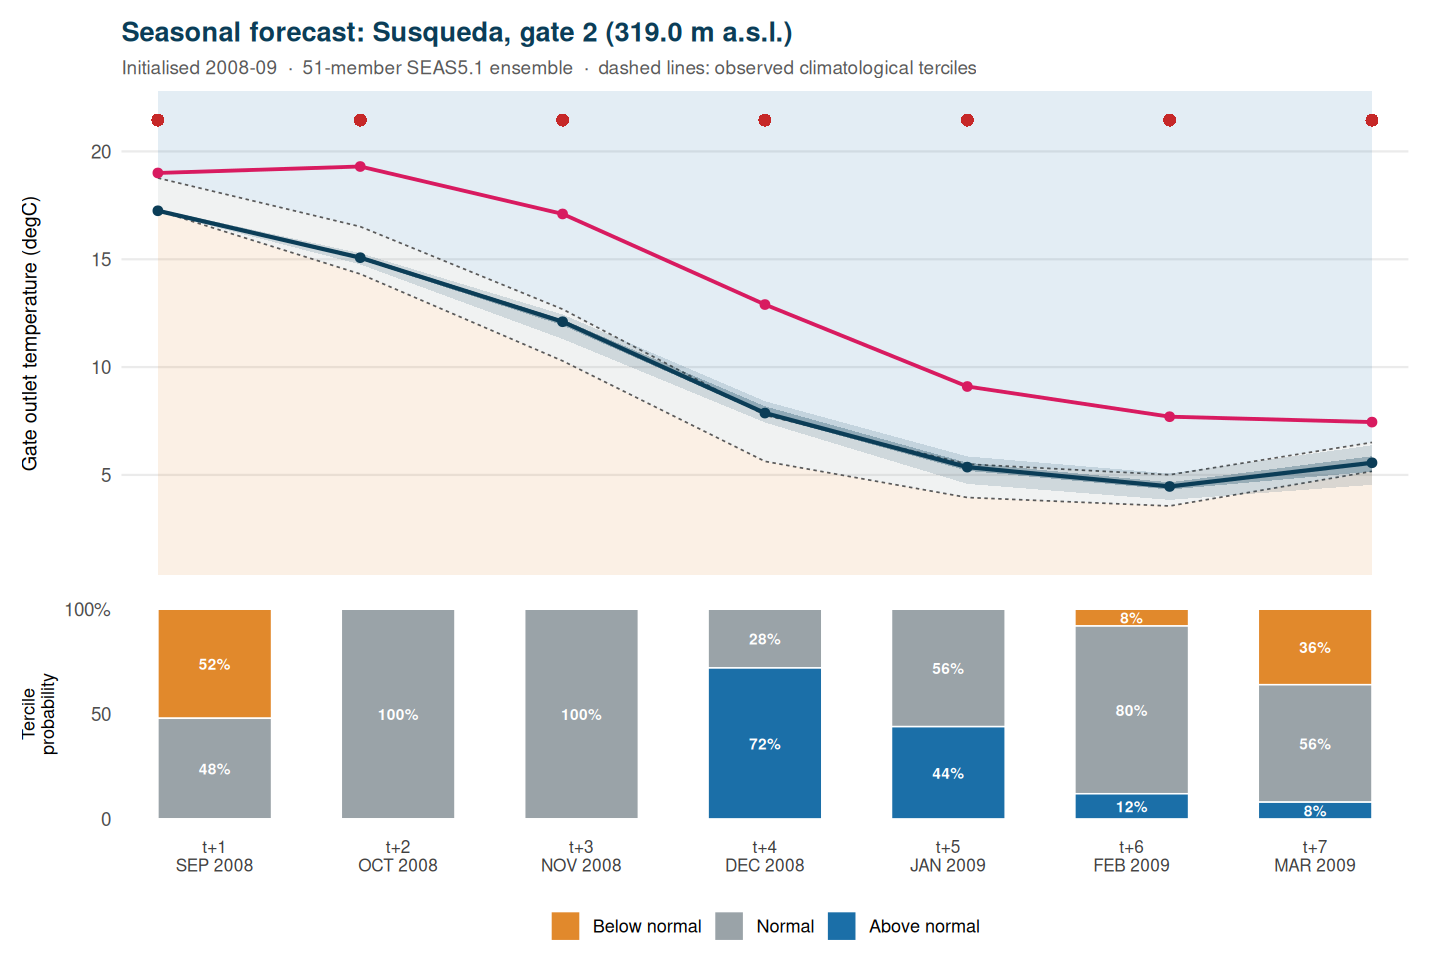 Seasonal forecast: Susqueda, gate 2 (319.0 m a.s.l.)
Initialised 2008-09 · 51-member SEAS5.1 ensemble · dashed lines: observed climatological terciles
Gate outlet temperature (degC)
20
15
10
5
Tercile
probability
100%
50
0
52%
48%
100%
100%
28%
72%
56%
44%
8%
80%
12%
36%
56%
8%
t+1
SEP 2008
t+2
OCT 2008
t+3
NOV 2008
t+4
DEC 2008
t+5
JAN 2009
t+6
FEB 2009
t+7
MAR 2009
Below normal
Normal
Above normal